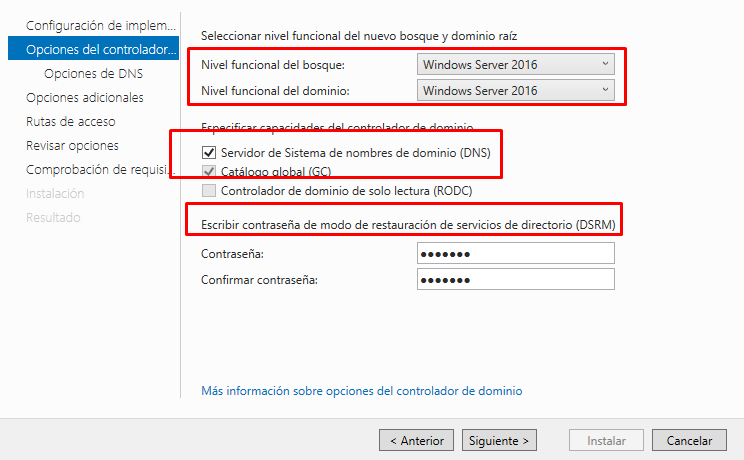 Configuración de implem...
Opciones del controlador...
Opciones de DNS
Opciones adicionales
Rutas de acceso
Revisar opciones
Comprobación de requisi...
Instalación
Resultado
Seleccionar nivel funcional del nuevo bosque y dominio raíz
Nivel funcional del bosque: Windows Server 2016
Nivel funcional del dominio: Windows Server 2016
Especificar capacidades del controlador de dominio
Servidor de Sistema de nombres de dominio (DNS)
Catálogo global (GC)
Controlador de dominio de solo lectura (RODC)
Escribir contraseña de modo de restauración de servicios de directorio (DSRM)
Contraseña: ●●●●●●●
Confirmar contraseña: ●●●●●●●
Más información sobre opciones del controlador de dominio
< Anterior Siguiente > Instalar Cancelar